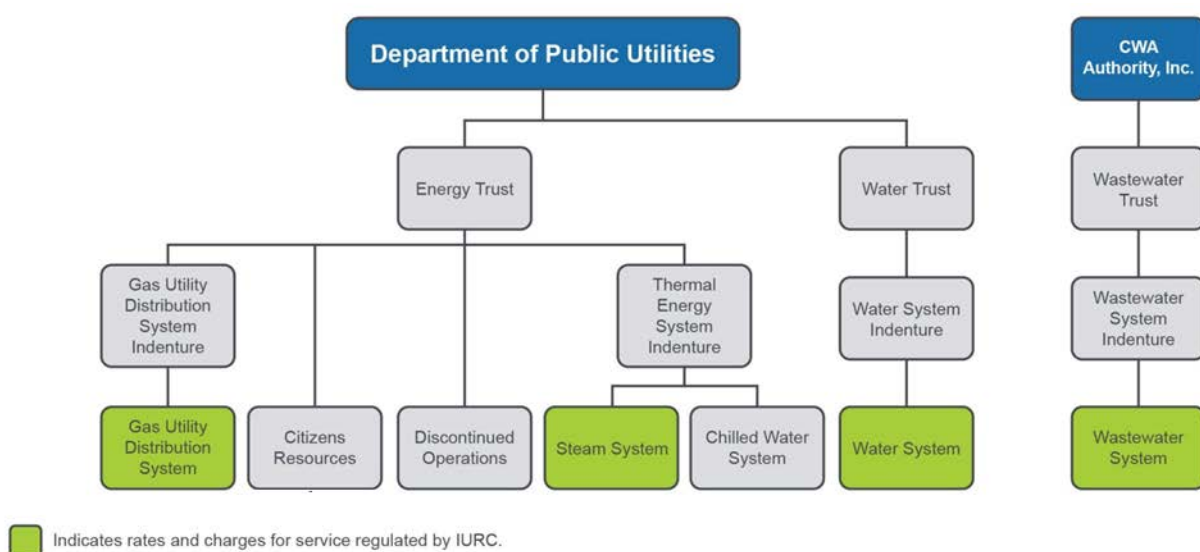 Department of Public Utilities
CWA
Authority, Inc.
Energy Trust
Water Trust
Wastewater
Trust
Gas Utility
Distribution
System
Indenture
Thermal
Energy
System
Indenture
Water System
Indenture
Wastewater
System
Indenture
Gas Utility
Distribution
System
Citizens
Resources
Discontinued
Operations
Steam System
Chilled Water
System
Water System
Wastewater
System
Indicates rates and charges for service regulated by IURC.